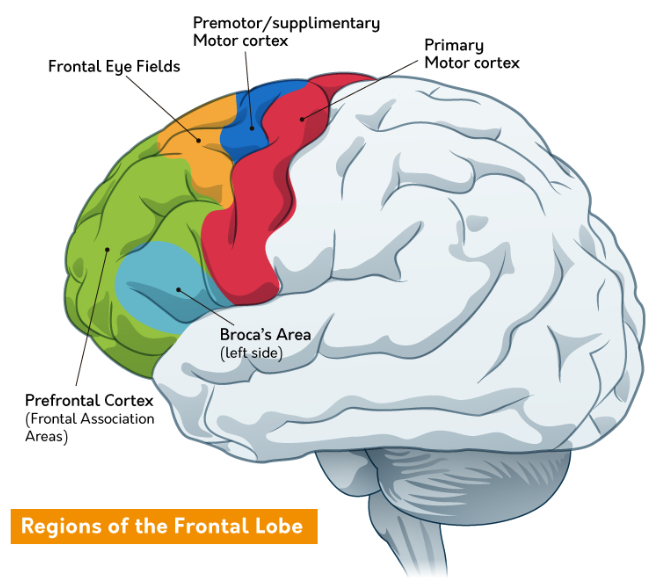 Premotor/supplimentary
Motor cortex
Primary
Motor cortex
Frontal Eye Fields
Broca's Area
(left side)
Prefrontal Cortex
(Frontal Association
Areas)
Regions of the Frontal Lobe